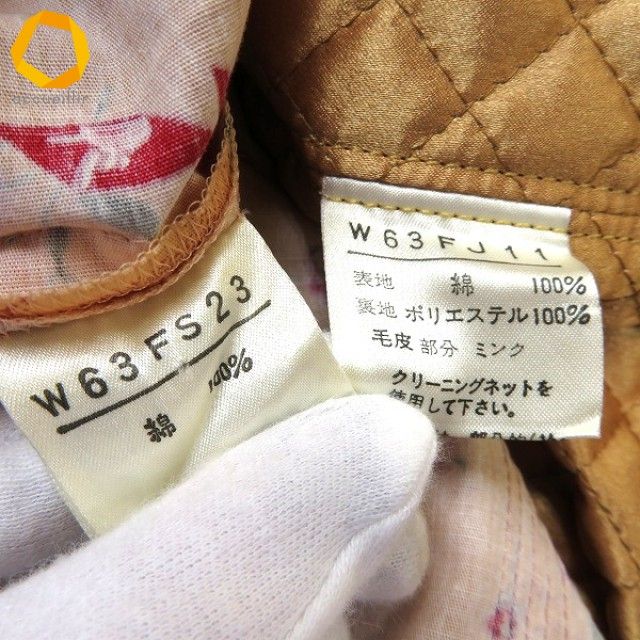 W63FS23
綿 100%
W63FJ11
表地 綿 100%
裏地 ポリエステル100%
毛皮部分 ミンク
クリーニングネットを
使用して下さい。